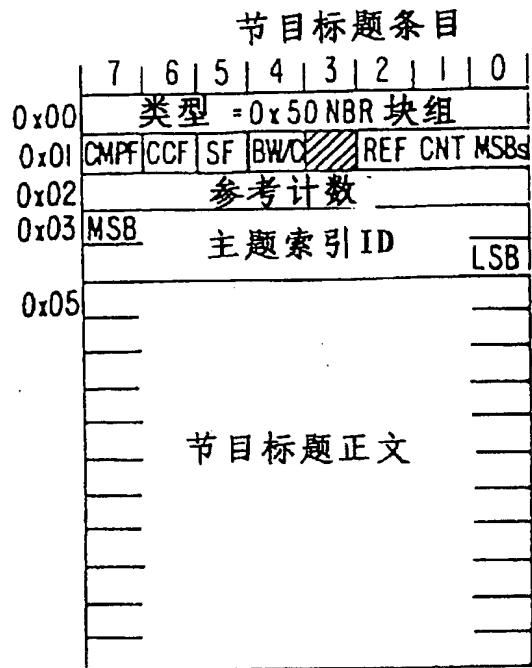 节目标题条目
7 6 5 4 3 2 1 0
0x00 类型 =0x50 NBR 块组
0x01 CMPF CCF SF BW/C REF CNT MSBs
0x02 参考计数
0x03 MSB
主题索引 ID
LSB
0x05
节目标题正文